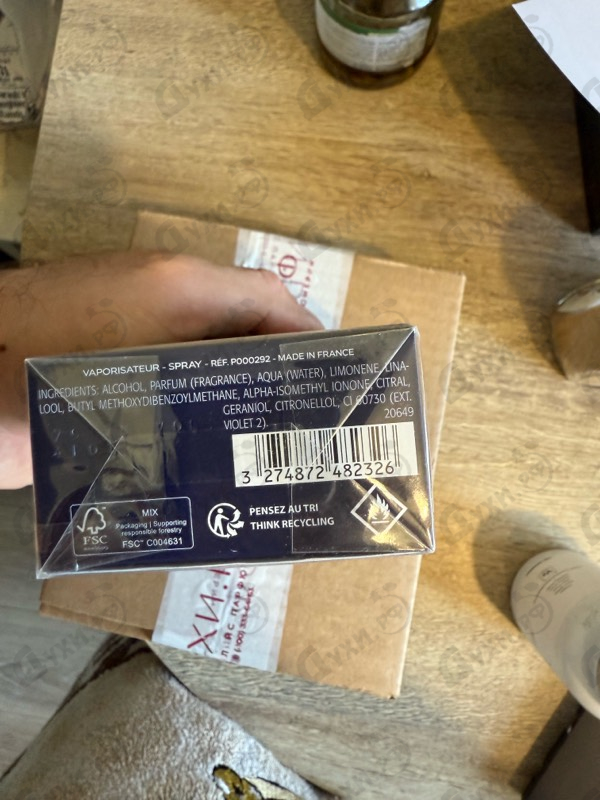 VAPORISATEUR - SPRAY - RÉF. P000292 - MADE IN FRANCE
INGREDIENTS: ALCOHOL, PARFUM (FRAGRANCE), AQUA (WATER), LIMONENE, LINA-
LOOL, BUTYL METHOXYDIBENZOYLMETHANE, ALPHA-ISOMETHYL IONONE, CITRAL,
GERANIOL, CITRONELLOL, CI 60730 (EXT.
VIOLET 2).
20649
3 274872 482326
FSC
MIX
Packaging | Supporting
responsible forestry
FSC® C004631
PENSEZ AU TRI
THINK RECYCLING